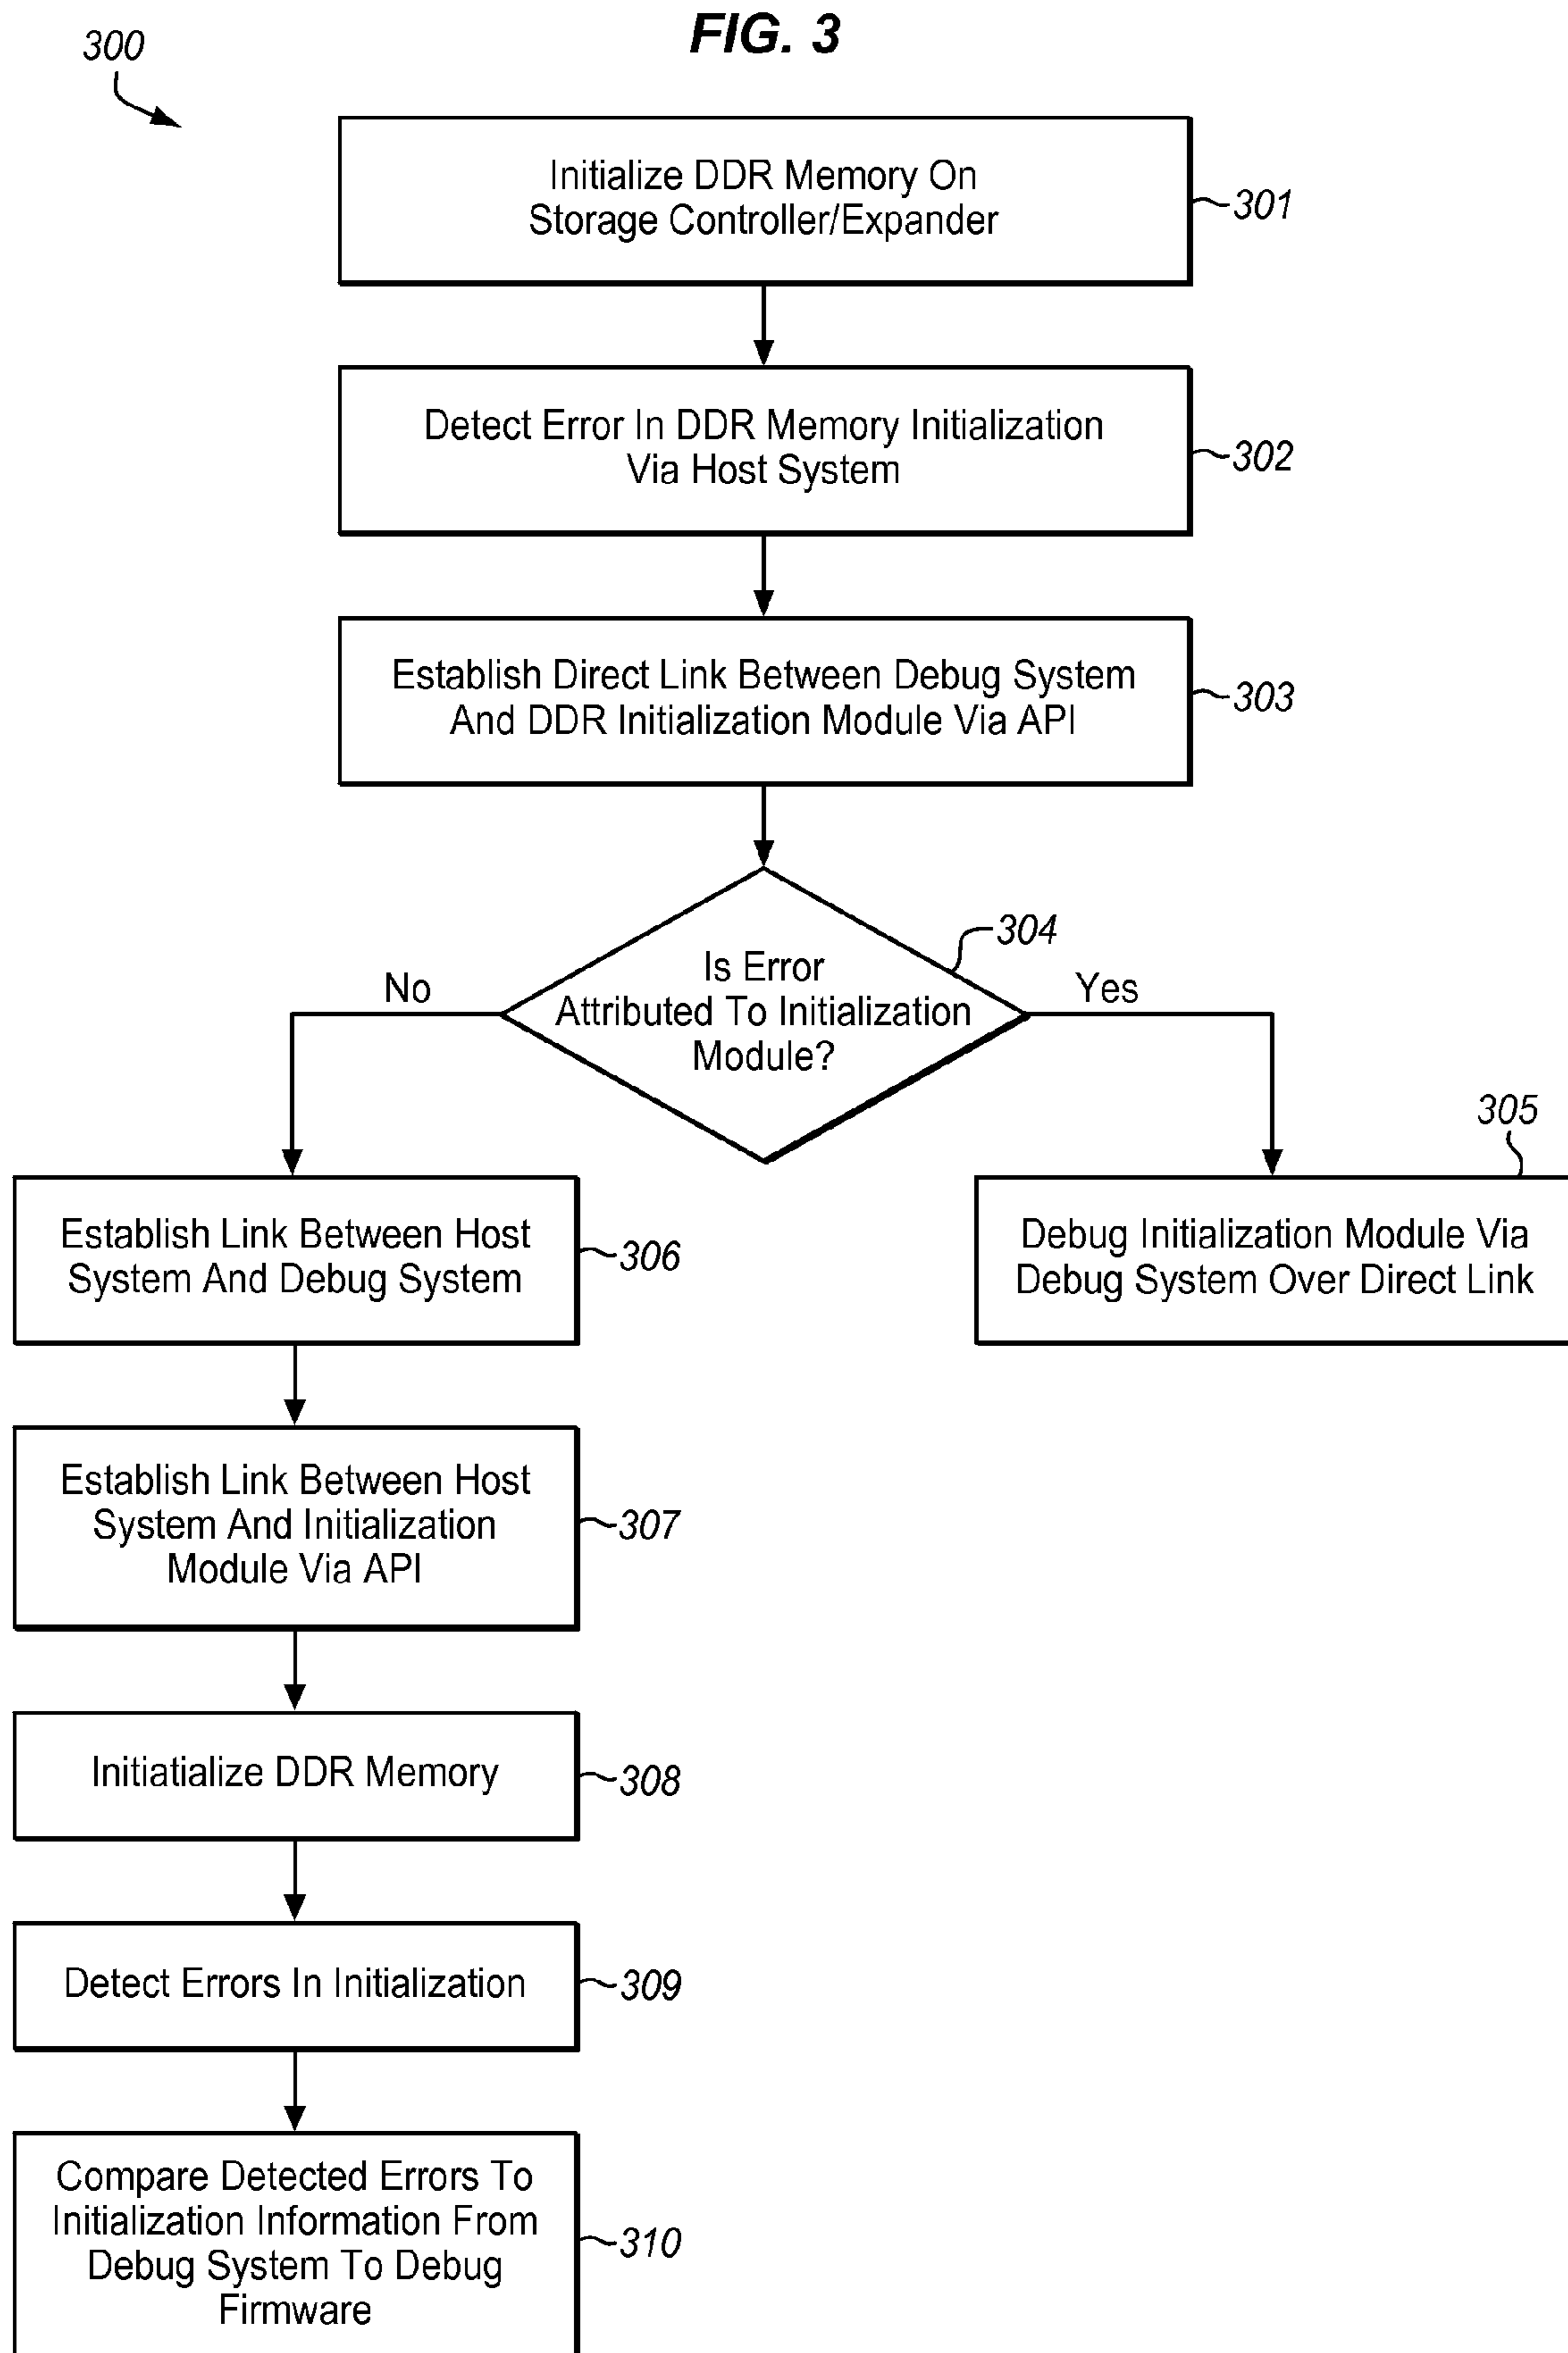 FIG. 3
300
Initialize DDR Memory On
Storage Controller/Expander
301
Detect Error In DDR Memory Initialization
Via Host System
302
Establish Direct Link Between Debug System
And DDR Initialization Module Via API
303
Is Error
Attributed To Initialization
Module?
304
No
Yes
305
Debug Initialization Module Via
Debug System Over Direct Link
Establish Link Between Host
System And Debug System
306
Establish Link Between Host
System And Initialization
Module Via API
307
Initiatialize DDR Memory
308
Detect Errors In Initialization
309
Compare Detected Errors To
Initialization Information From
Debug System To Debug
Firmware
310